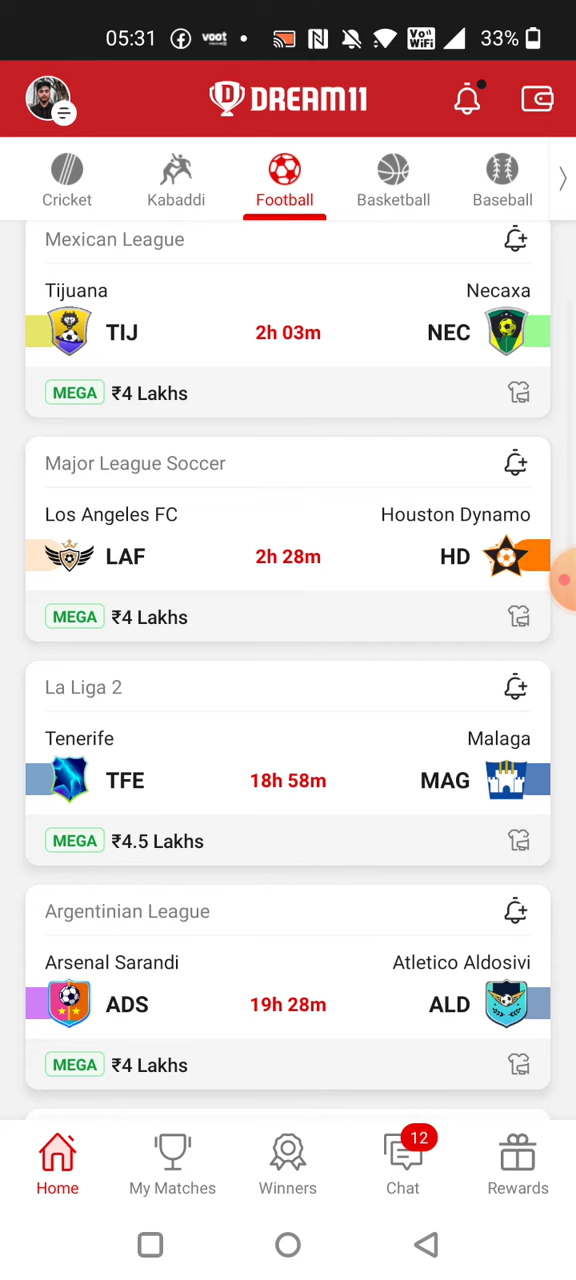 05:31 voot Vo)) WiFi 33%
DREAM11
Cricket Kabaddi Football Basketball Baseball
Mexican League
Tijuana Necaxa
TIJ 2h 03m NEC
MEGA ₹4 Lakhs
Major League Soccer
Los Angeles FC Houston Dynamo
LAF 2h 28m HD
MEGA ₹4 Lakhs
La Liga 2
Tenerife Malaga
TFE 18h 58m MAG
MEGA ₹4.5 Lakhs
Argentinian League
Arsenal Sarandi Atletico Aldosivi
ADS 19h 28m ALD
MEGA ₹4 Lakhs
12
Home My Matches Winners Chat Rewards